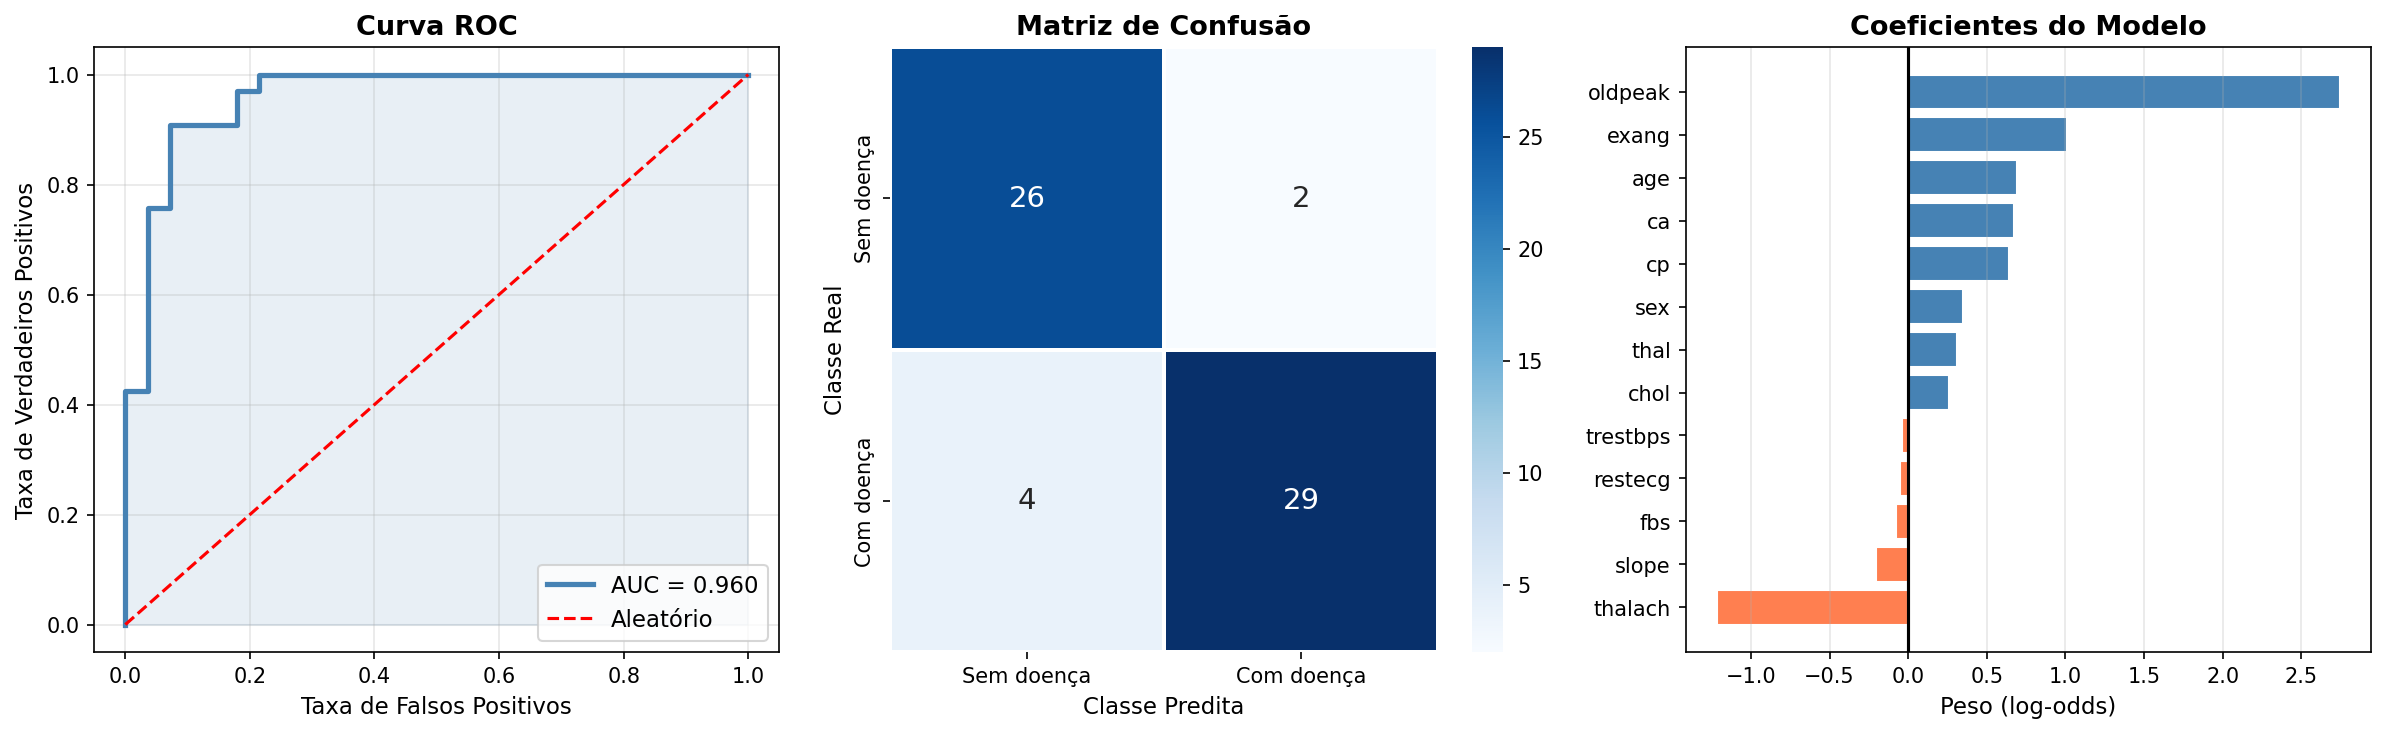 Curva ROC
Taxa de Verdadeiros Positivos
1.0
0.8
0.6
0.4
0.2
0.0
0.0 0.2 0.4 0.6 0.8 1.0
Taxa de Falsos Positivos
AUC = 0.960
Aleatório
Matriz de Confusão
Classe Real
Sem doença
26 2
Com doença
4 29
Sem doença Com doença
Classe Predita
25
20
15
10
5
Coeficientes do Modelo
oldpeak
exang
age
ca
cp
sex
thal
chol
trestbps
restecg
fbs
slope
thalach
−1.0 −0.5 0.0 0.5 1.0 1.5 2.0 2.5
Peso (log-odds)